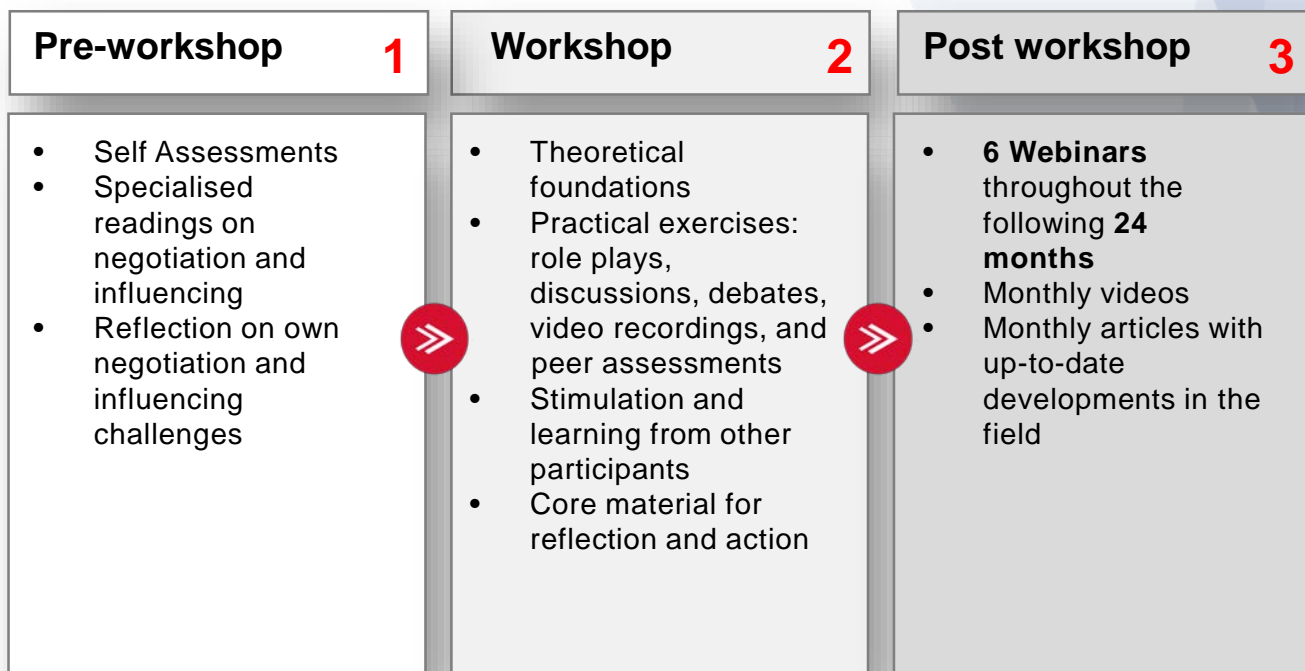 Pre-workshop 1
• Self Assessments
• Specialised
readings on
negotiation and
influencing
• Reflection on own
negotiation and
influencing
challenges
Workshop 2
• Theoretical
foundations
• Practical exercises:
role plays,
discussions, debates,
video recordings, and
peer assessments
• Stimulation and
learning from other
participants
• Core material for
reflection and action
Post workshop 3
• 6 Webinars
throughout the
following 24
months
• Monthly videos
• Monthly articles with
up-to-date
developments in the
field